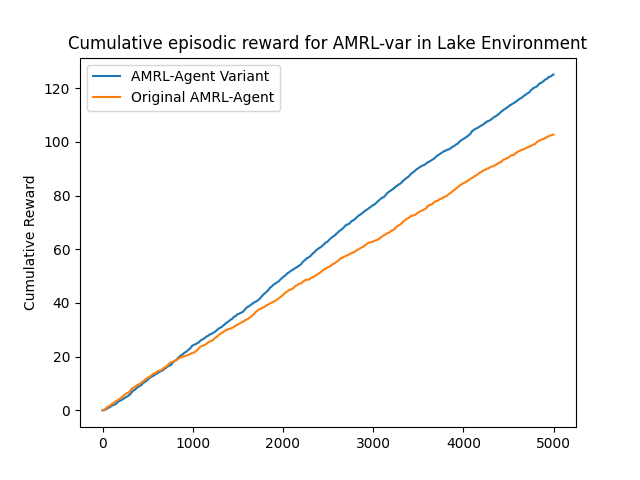 Cumulative episodic reward for AMRL-var in Lake Environment
AMRL-Agent Variant
Original AMRL-Agent
Cumulative Reward
120
100
80
60
40
20
0
0 1000 2000 3000 4000 5000